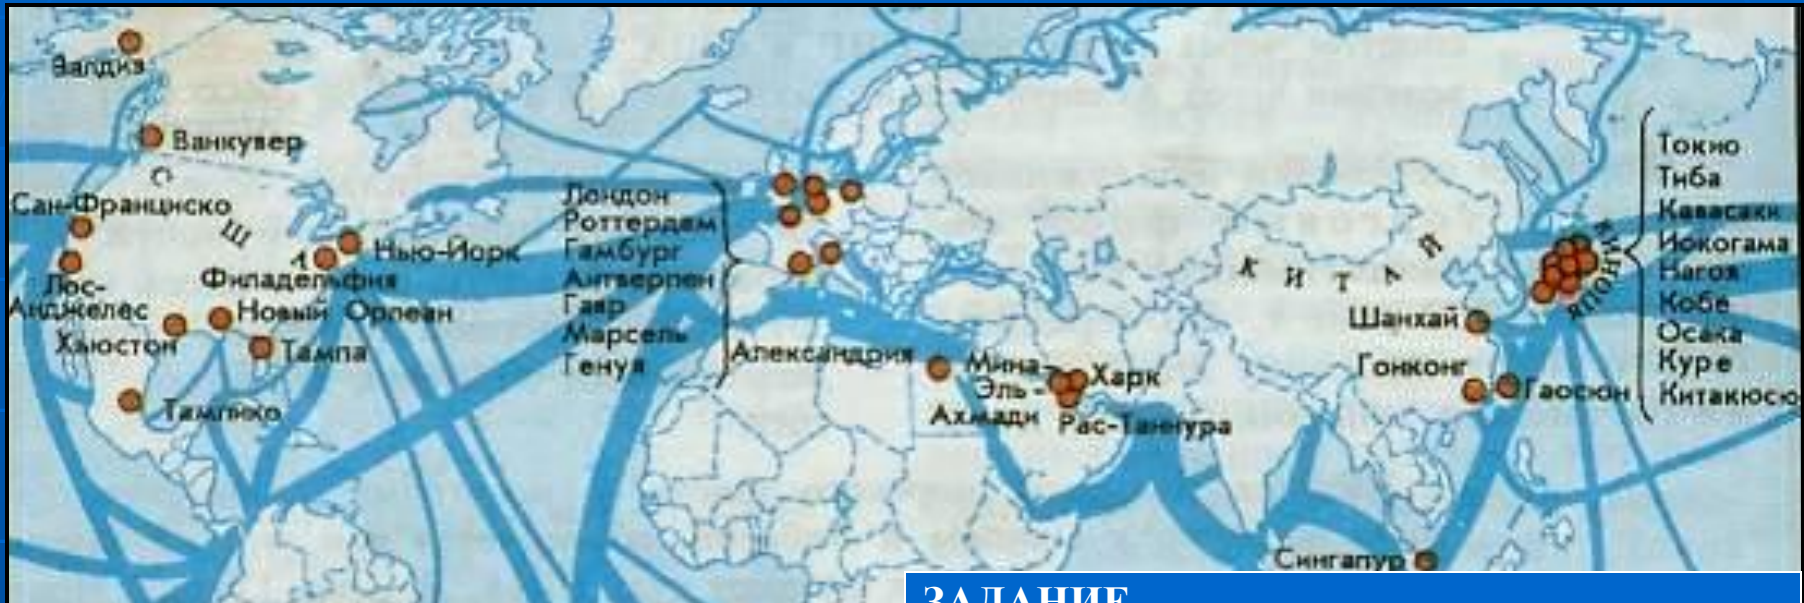 Валдиз
Ванкувер
США
Сан-Франциско
Лос-
Анджелес
Нью-Йорк
Филадельфия
Новый Орлеан
Хьюстон
Тампа
Тампико
Лондон
Роттердам
Гамбург
Антверпен
Гавр
Марсель
Генуя
Александрия
Мина-
Эль-
Ахмади
Харк
Рас-Таннура
КИТАЙ
Шанхай
Гонконг
Гаосюн
Сингапур
ЯПОНИЯ
Токио
Тиба
Кавасаки
Иокогама
Нагоя
Кобе
Осака
Куре
Китакюсю
ЗАДАНИЕ